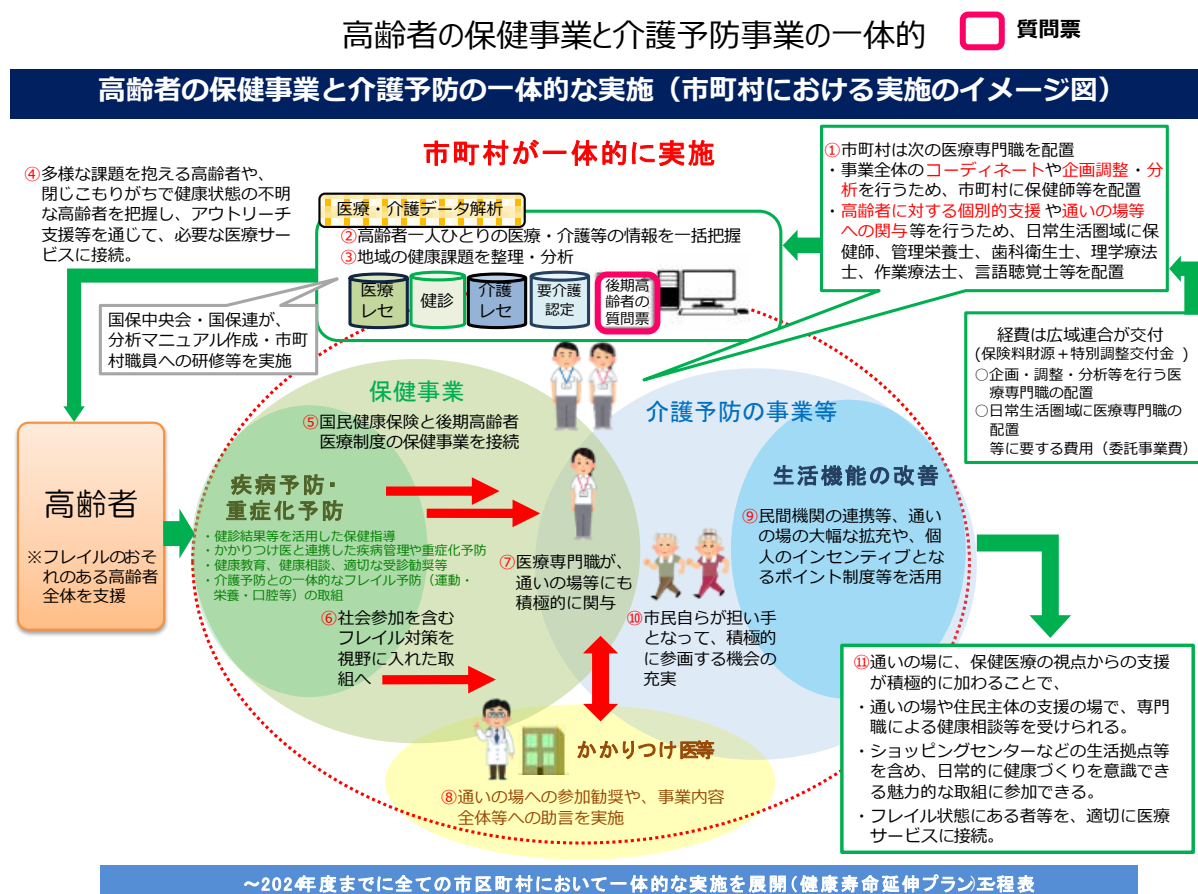 高齢者の保健事業と介護予防事業の一体的
質問票
高齢者の保健事業と介護予防の一体的な実施（市町村における実施のイメージ図）
市町村が一体的に実施
④多様な課題を抱える高齢者や、
閉じこもりがちで健康状態の不明
な高齢者を把握し、アウトリーチ
支援等を通じて、必要な医療サー
ビスに接続。
医療・介護データ解析
②高齢者一人ひとりの医療・介護等の情報を一括把握
③地域の健康課題を整理・分析
医療
レセ
健診
介護
レセ
要介護
認定
後期高
齢者の
質問票
①市町村は次の医療専門職を配置
・事業全体のコーディネートや企画調整・分
析を行うため、市町村に保健師等を配置
・高齢者に対する個別的支援や通いの場等
への関与等を行うため、日常生活圏域に保
健師、管理栄養士、歯科衛生士、理学療法
士、作業療法士、言語聴覚士等を配置
国保中央会・国保連が、
分析マニュアル作成・市町
村職員への研修等を実施
経費は広域連合が交付
(保険料財源＋特別調整交付金 )
○企画・調整・分析等を行う医
療専門職の配置
○日常生活圏域に医療専門職の
配置
等に要する費用（委託事業費）
保健事業
⑤国民健康保険と後期高齢者
医療制度の保健事業を接続
介護予防の事業等
高齢者
※フレイルのおそ
れのある高齢者
全体を支援
疾病予防・
重症化予防
・健診結果等を活用した保健指導
・かかりつけ医と連携した疾病管理や重症化予防
・健康教育、健康相談、適切な受診勧奨等
・介護予防との一体的なフレイル予防（運動・
栄養・口腔等）の取組
⑥社会参加を含む
フレイル対策を
視野に入れた取
組へ
⑦医療専門職が、
通いの場等にも
積極的に関与
生活機能の改善
⑨民間機関の連携等、通い
の場の大幅な拡充や、個
人のインセンティブとな
るポイント制度等を活用
⑩市民自らが担い手
となって、積極的
に参画する機会の
充実
かかりつけ医等
⑧通いの場への参加勧奨や、事業内容
全体等への助言を実施
⑪通いの場に、保健医療の視点からの支援
が積極的に加わることで、
・通いの場や住民主体の支援の場で、専門
職による健康相談等を受けられる。
・ショッピングセンターなどの生活拠点等
を含め、日常的に健康づくりを意識でき
る魅力的な取組に参加できる。
・フレイル状態にある者等を、適切に医療
サービスに接続。
～2024年度までに全ての市区町村において一体的な実施を展開(健康寿命延伸プラン工程表